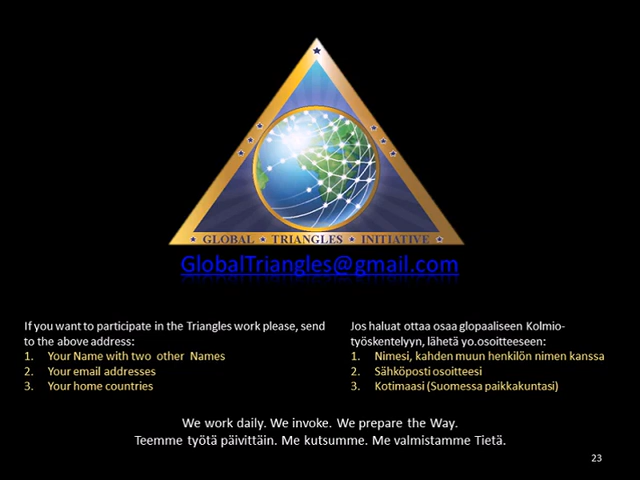 GLOBAL TRIANGLES INITIATIVE
GlobalTriangles@gmail.com
If you want to participate in the Triangles work please, send
to the above address:
1. Your Name with two other Names
2. Your email addresses
3. Your home countries
Jos haluat ottaa osaa glopaaliseen Kolmio-
työskentelyyn, lähetä yo.osoitteeseen:
1. Nimesi, kahden muun henkilön nimen kanssa
2. Sähköposti osoitteesi
3. Kotimaasi (Suomessa paikkakuntasi)
We work daily. We invoke. We prepare the Way.
Teemme työtä päivittäin. Me kutsumme. Me valmistamme Tietä.
23